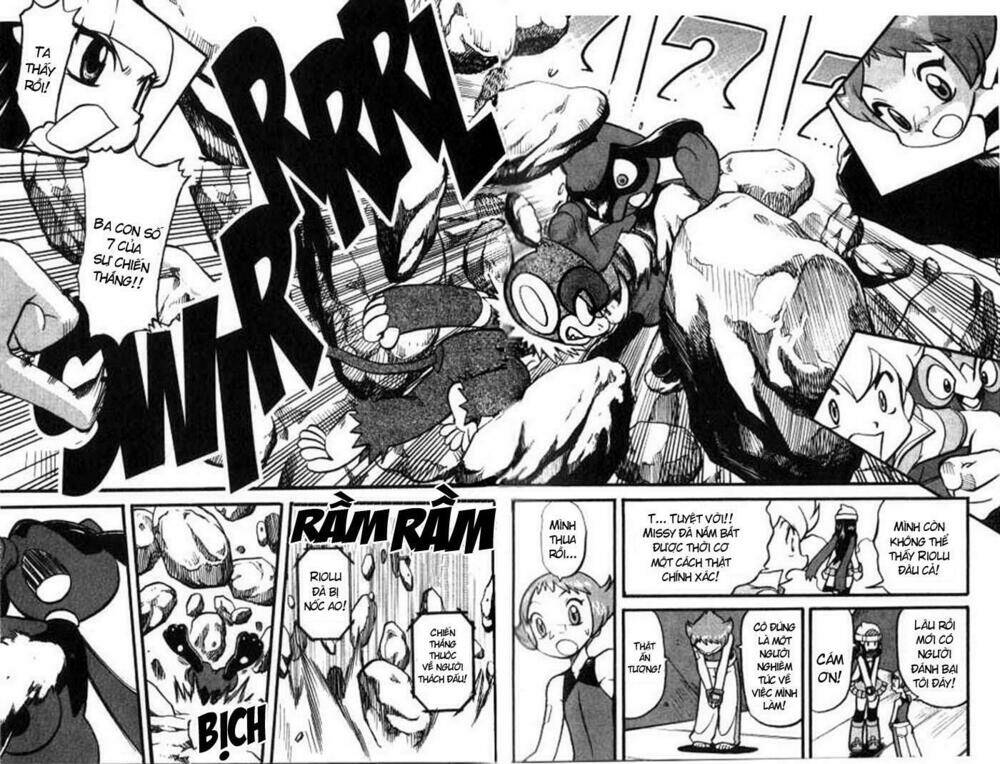 TA
THẤY
RỒI!
BA CON SỐ
7 CỦA
SỰ CHIẾN
THẮNG!!
RRRRL
DWI-R
? ? ?
RẦM RẦM
RIOLU
ĐÃ BỊ
NỐC AO!
CHIẾN
THẮNG
THUỘC
VỀ NGƯỜI
THÁCH ĐẤU!
BỊCH
MÌNH
THUA
RỒI...
T... TUYỆT VỜI!!
MISSY ĐÃ NẮM BẮT
ĐƯỢC THỜI CƠ
MỘT CÁCH THẬT
CHÍNH XÁC!
MÌNH CÒN
KHÔNG THỂ
THẤY RIOLU
ĐÂU CẢ!
THẬT
ẤN
TƯỢNG!
CÔ ĐÚNG
LÀ MỘT
NGƯỜI
NGHIÊM
TÚC VỀ
VIỆC MÌNH
LÀM!
CÁM
ƠN!
LÂU RỒI
MỚI CÓ
NGƯỜI
ĐÁNH BẠI
TÔI ĐẤY!